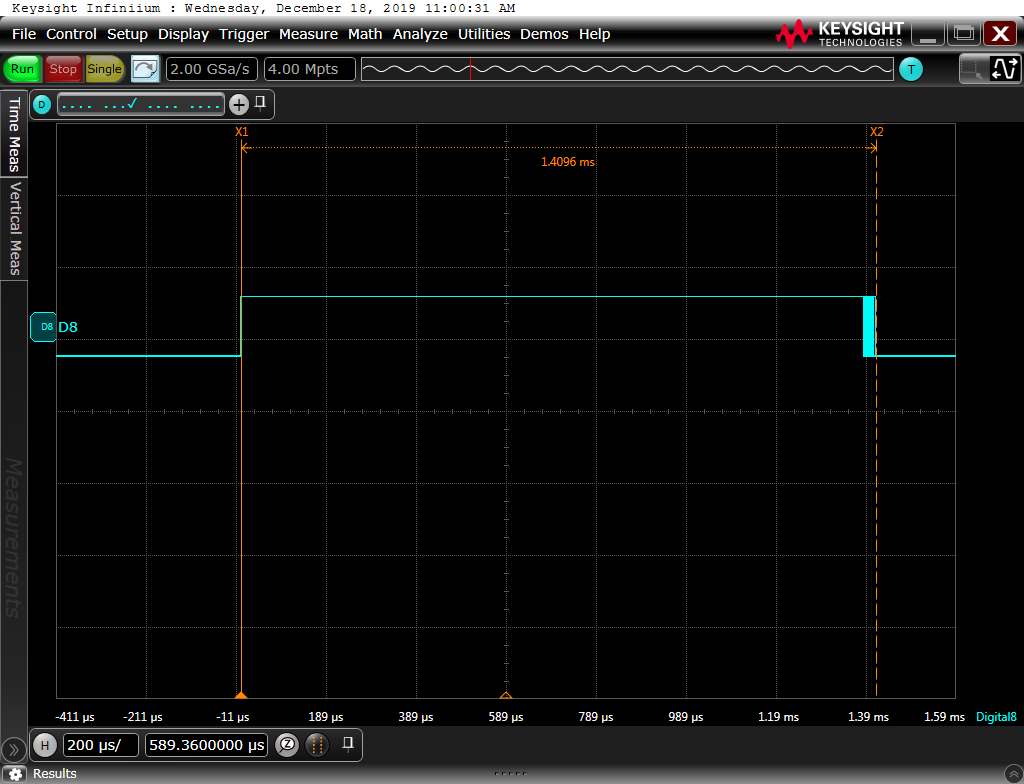 Keysight Infiniium : Wednesday, December 18, 2019 11:00:31 AM
File Control Setup Display Trigger Measure Math Analyze Utilities Demos Help
KEYSIGHT
TECHNOLOGIES
Run Stop Single 2.00 GSa/s 4.00 Mpts T
D .... ...✓ .... .... +
Time Meas
Vertical Meas
Measurements
X1 X2
1.4096 ms
D8 D8
-411 µs -211 µs -11 µs 189 µs 389 µs 589 µs 789 µs 989 µs 1.19 ms 1.39 ms 1.59 ms Digital8
H 200 µs/ 589.3600000 µs Z
Results